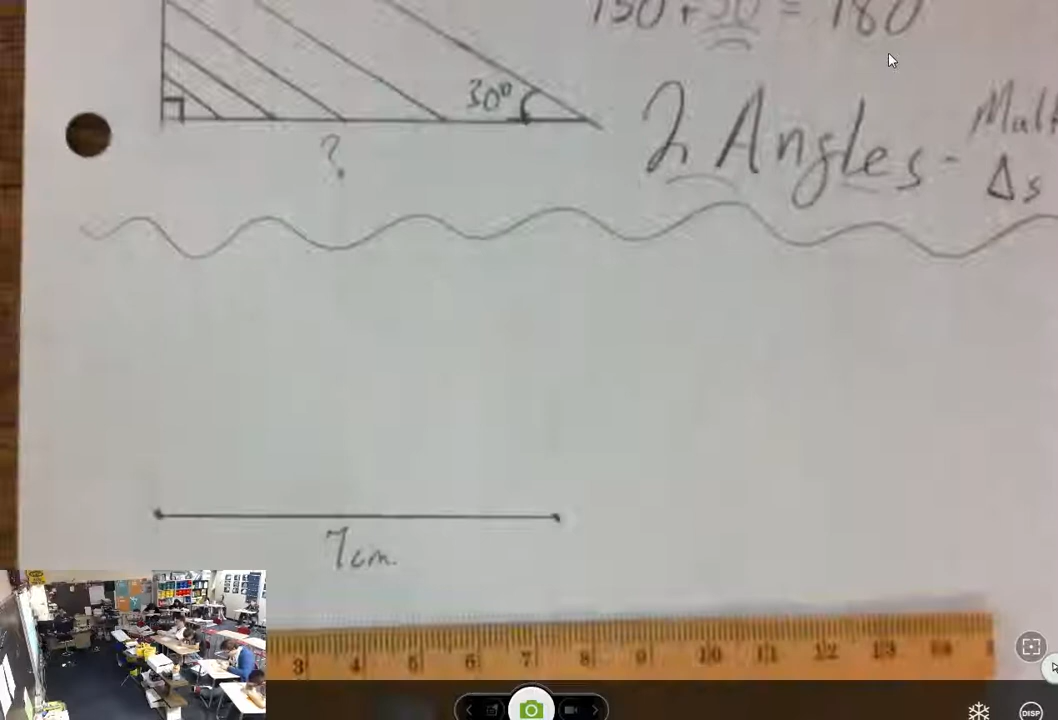 150 + 30 = 180
30°
2 Angles -
Δs
?
7cm
3 4 5 6 7 8 9 10 11 12 13 14
DISP